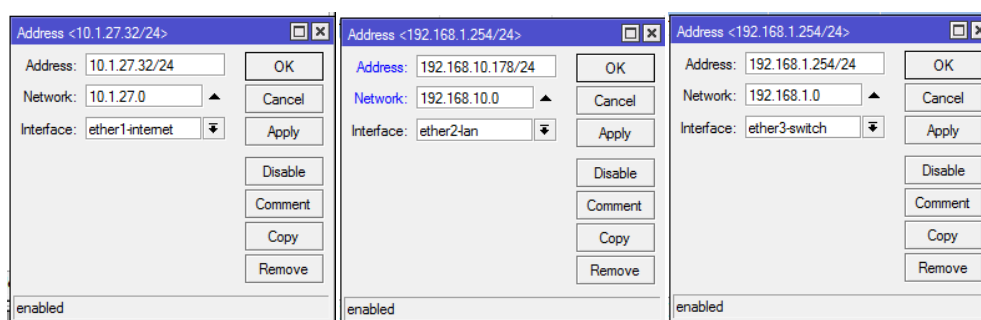 Address <10.1.27.32/24>
Address: 10.1.27.32/24
OK
Network: 10.1.27.0
Cancel
Interface: ether1-internet
Apply
Disable
Comment
Copy
Remove
enabled
Address <192.168.1.254/24>
Address: 192.168.10.178/24
OK
Network: 192.168.10.0
Cancel
Interface: ether2-lan
Apply
Disable
Comment
Copy
Remove
enabled
Address <192.168.1.254/24>
Address: 192.168.1.254/24
OK
Network: 192.168.1.0
Cancel
Interface: ether3-switch
Apply
Disable
Comment
Copy
Remove
enabled